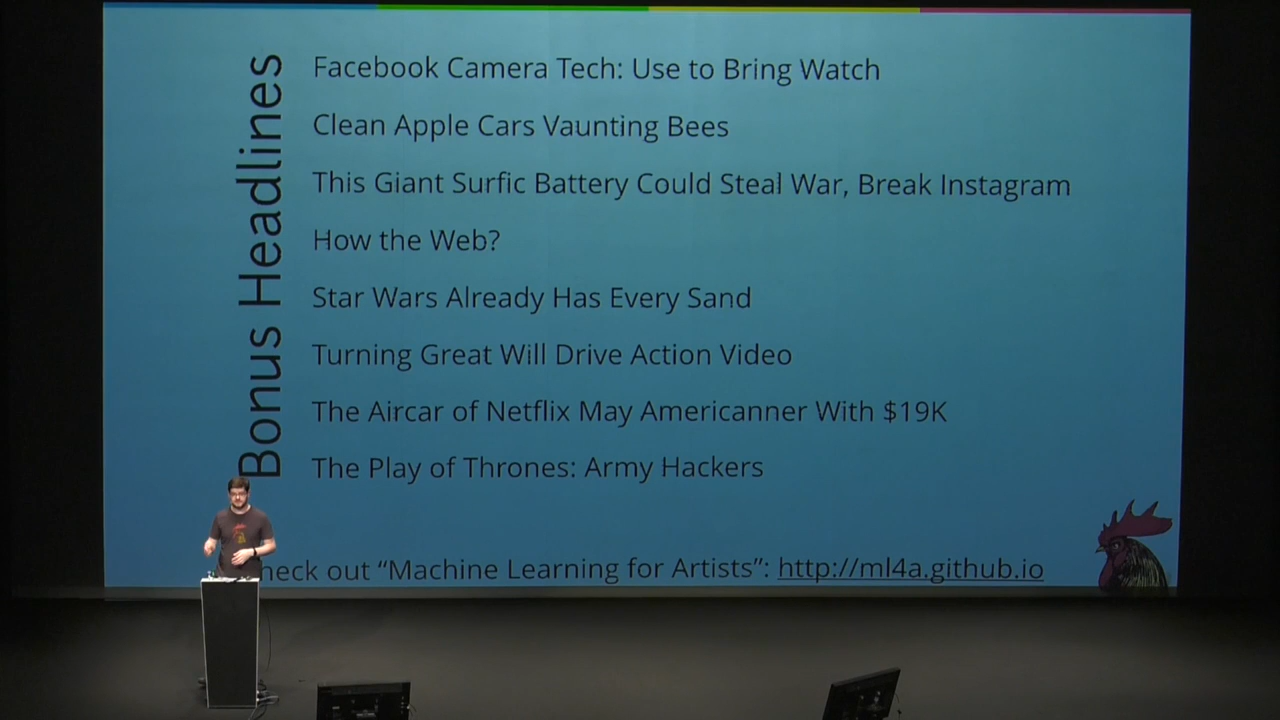 Bonus Headlines
Facebook Camera Tech: Use to Bring Watch
Clean Apple Cars Vaunting Bees
This Giant Surfic Battery Could Steal War, Break Instagram
How the Web?
Star Wars Already Has Every Sand
Turning Great Will Drive Action Video
The Aircar of Netflix May Americanner With $19K
The Play of Thrones: Army Hackers
heck out “Machine Learning for Artists”: http://ml4a.github.io